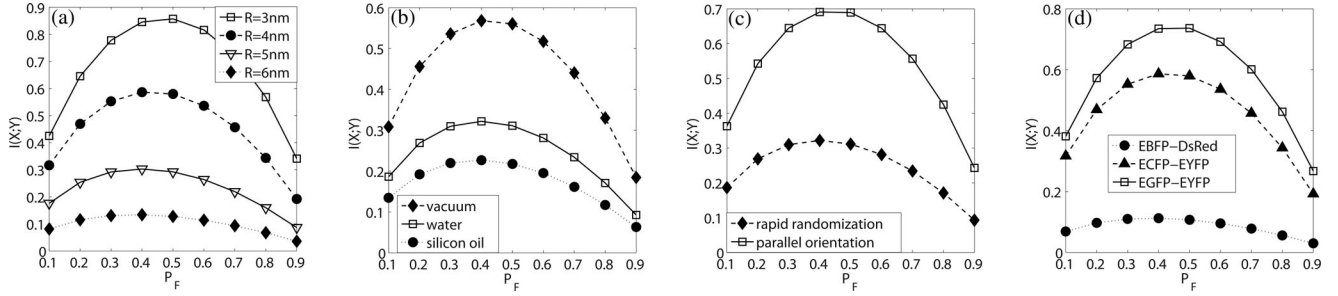 (a)
R=3nm
R=4nm
R=5nm
R=6nm
I(X;Y)
0.9
0.8
0.7
0.6
0.5
0.4
0.3
0.2
0.1
0
0.1 0.2 0.3 0.4 0.5 0.6 0.7 0.8 0.9
P_F
(b)
vacuum
water
silicon oil
I(X;Y)
0.6
0.5
0.4
0.3
0.2
0.1
0
0.1 0.2 0.3 0.4 0.5 0.6 0.7 0.8 0.9
P_F
(c)
rapid randomization
parallel orientation
I(X;Y)
0.7
0.6
0.5
0.4
0.3
0.2
0.1
0
0.1 0.2 0.3 0.4 0.5 0.6 0.7 0.8 0.9
P_F
(d)
EBFP−DsRed
ECFP−EYFP
EGFP−EYFP
I(X;Y)
0.8
0.6
0.4
0.2
0
0.1 0.2 0.3 0.4 0.5 0.6 0.7 0.8 0.9
P_F